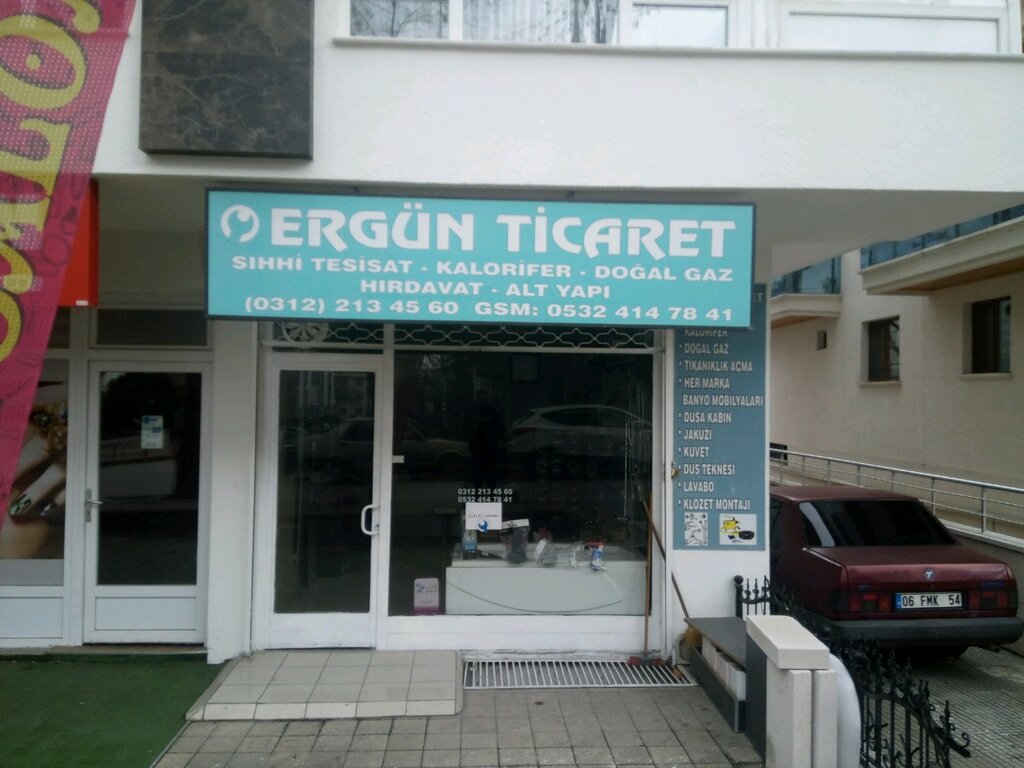 ERGÜN TİCARET
SIHHİ TESİSAT - KALORİFER - DOĞAL GAZ
HIRDAVAT - ALT YAPI
(0312) 213 45 60 GSM: 0532 414 78 41
KALORİFER
* DOĞAL GAZ
* TIKANIKLIK AÇMA
* HER MARKA
BANYO MOBİLYALARI
* DUŞA KABİN
* JAKUZİ
* KUVET
* DUŞ TEKNESİ
* LAVABO
* KLOZET MONTAJI
0312 213 45 60
0532 414 78 41
06 FMK 54